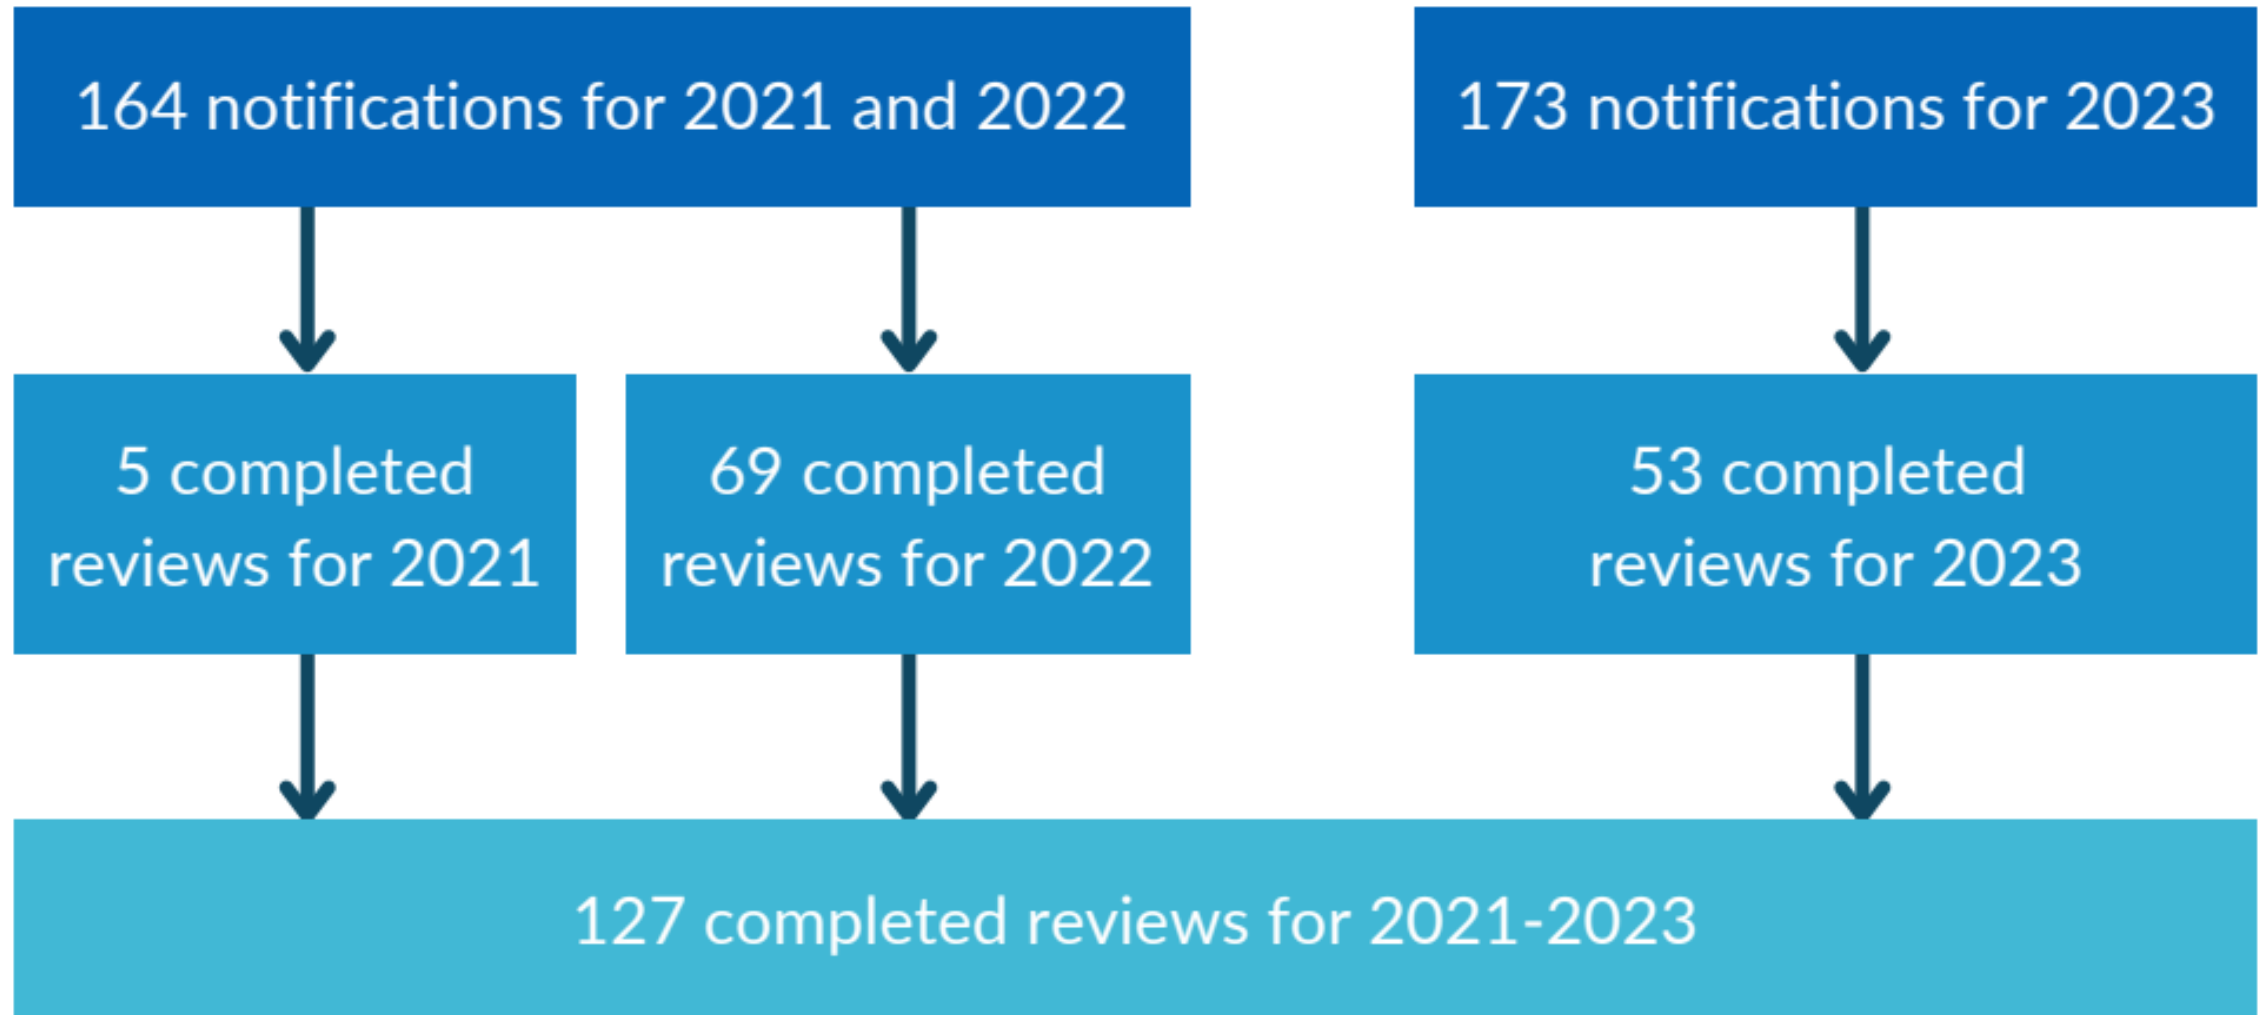 164 notifications for 2021 and 2022
173 notifications for 2023
5 completed
reviews for 2021
69 completed
reviews for 2022
53 completed
reviews for 2023
127 completed reviews for 2021-2023